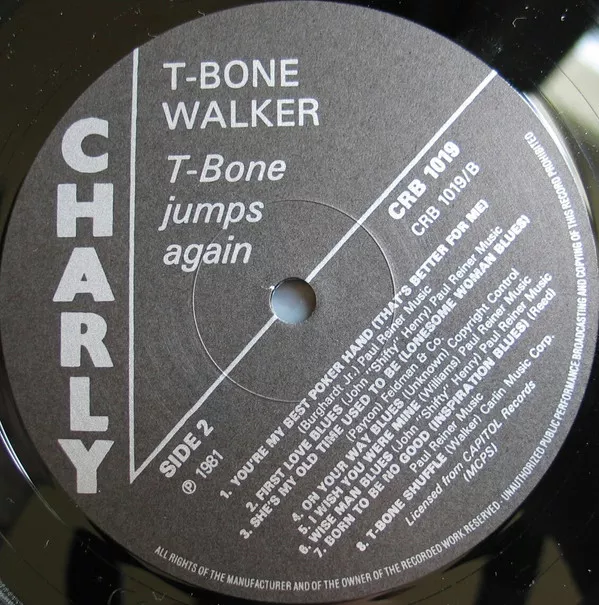 CHARLY
T-BONE
WALKER
T-Bone
jumps
again
CRB 1019
CRB 1019/B
SIDE 2
℗ 1981
1. YOU'RE MY BEST POKER HAND (THAT'S BETTER FOR ME)
(Burghart, Jr.) Paul Reiner Music
2. FIRST LOVE BLUES (John "Shifty" Henry) Paul Reiner Music
3. SHE'S MY OLD TIME USED TO BE (LONESOME WOMAN BLUES)
(Payon) Feldman & Co.
4. ON YOUR WAY BLUES (Unknown) Copyright Control
5. I WISH YOU WERE MINE (Williams) Paul Reiner Music
6. WISE MAN BLUES (John "Shifty" Henry) Paul Reiner Music
7. BORN TO BE NO GOOD (INSPIRATION BLUES) (Reed)
Paul Reiner Music
8. T-BONE SHUFFLE (Walker) Carlin Music Corp.
Licensed from CAPITOL Records
(MCPS)
ALL RIGHTS OF THE MANUFACTURER AND OF THE OWNER OF THE RECORDED WORK RESERVED · UNAUTHORIZED PUBLIC PERFORMANCE BROADCASTING AND COPYING OF THIS RECORD PROHIBITED